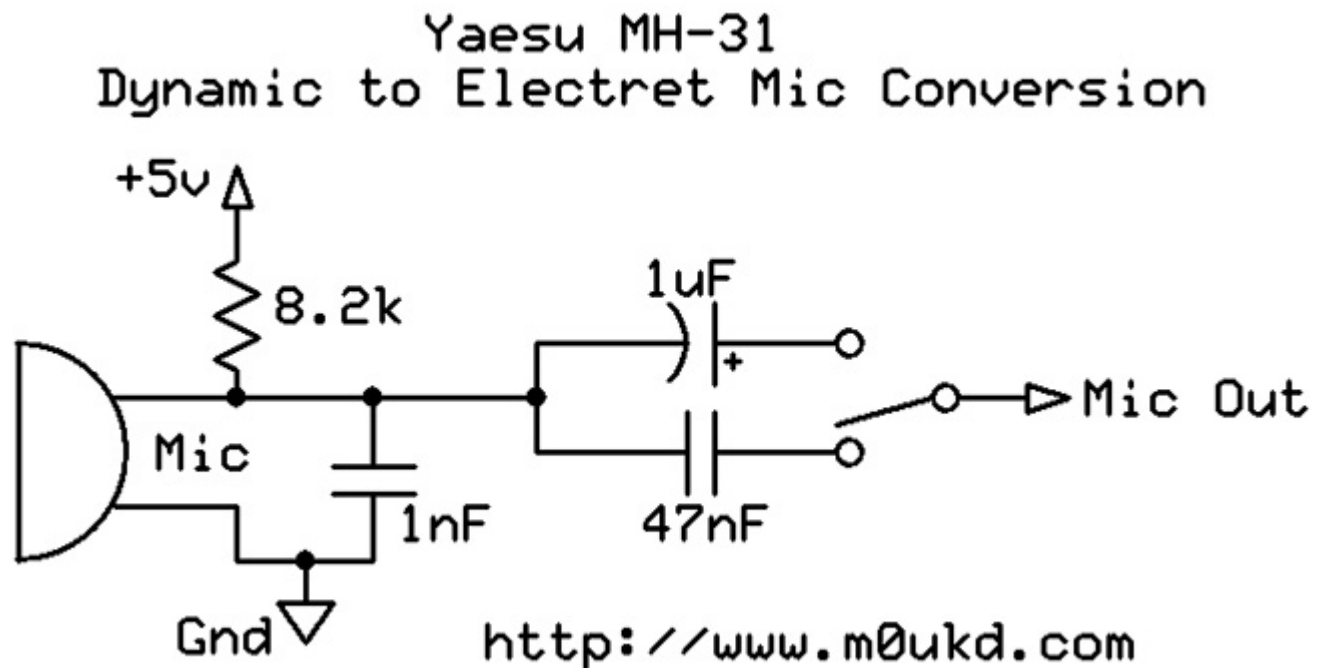 Yaesu MH-31
Dynamic to Electret Mic Conversion
+5v
8.2k
1uF
+
Mic Out
Mic
1nF
47nF
Gnd
http://www.m0ukd.com